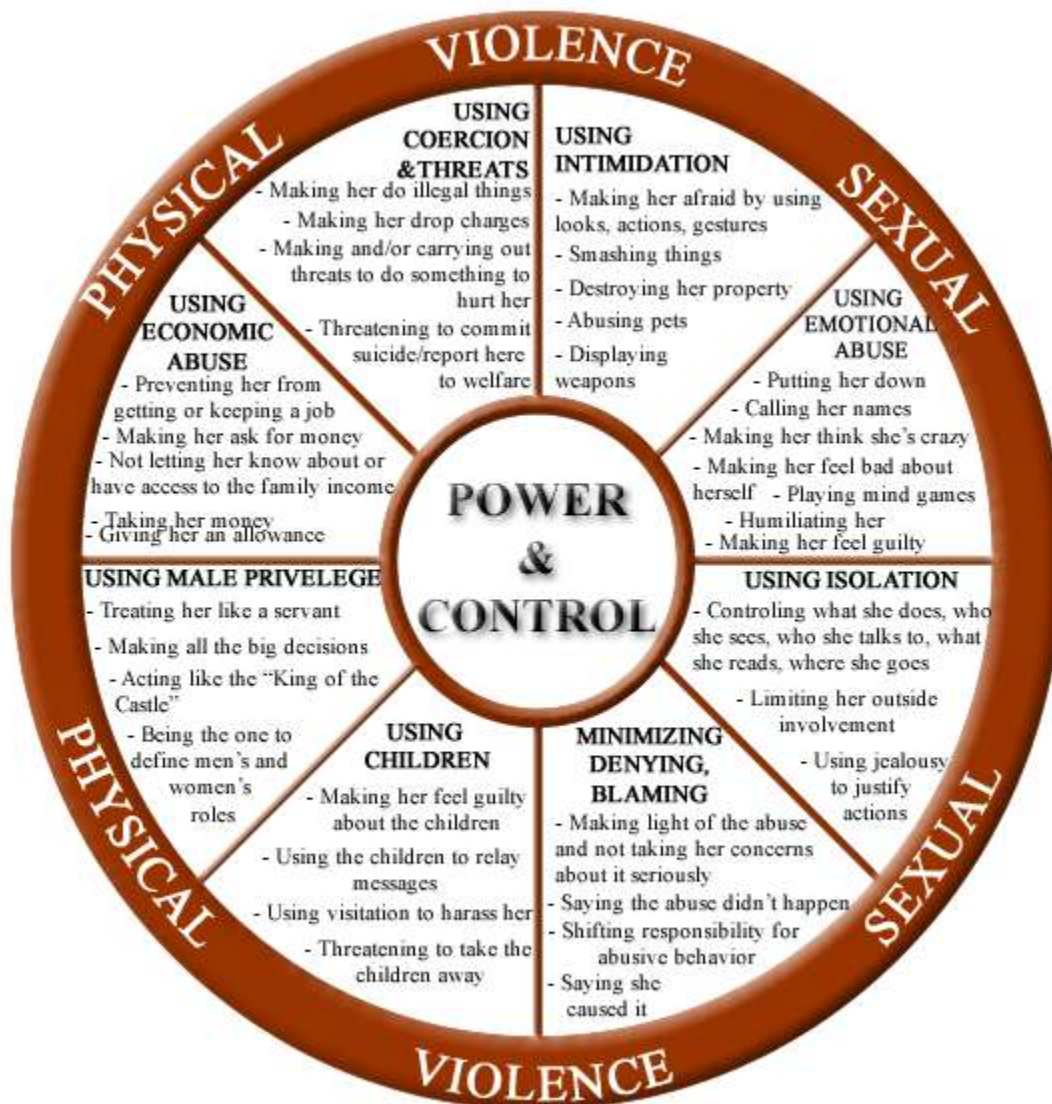 VIOLENCE
PHYSICAL
SEXUAL
USING
COERCION
&THREATS
- Making her do illegal things
- Making her drop charges
- Making and/or carrying out
threats to do something to
hurt her
- Threatening to commit
suicide/report here
to welfare
USING
INTIMIDATION
- Making her afraid by using
looks, actions, gestures
- Smashing things
- Destroying her property
- Abusing pets
- Displaying
weapons
USING
ECONOMIC
ABUSE
- Preventing her from
getting or keeping a job
- Making her ask for money
- Not letting her know about or
have access to the family income
- Taking her money
- Giving her an allowance
USING
EMOTIONAL
ABUSE
- Putting her down
- Calling her names
- Making her think she's crazy
- Making her feel bad about
herself - Playing mind games
- Humiliating her
- Making her feel guilty
POWER
&
CONTROL
USING MALE PRIVELEGE
- Treating her like a servant
- Making all the big decisions
- Acting like the “King of the
Castle”
- Being the one to
define men's and
women's
roles
USING ISOLATION
- Controling what she does, who
she sees, who she talks to, what
she reads, where she goes
- Limiting her outside
involvement
- Using jealousy
to justify
actions
USING
CHILDREN
- Making her feel guilty
about the children
- Using the children to relay
messages
- Using visitation to harass her
- Threatening to take the
children away
MINIMIZING
DENYING,
BLAMING
- Making light of the abuse
and not taking her concerns
about it seriously
- Saying the abuse didn't happen
- Shifting responsibility for
abusive behavior
- Saying she
caused it
PHYSICAL
SEXUAL
VIOLENCE